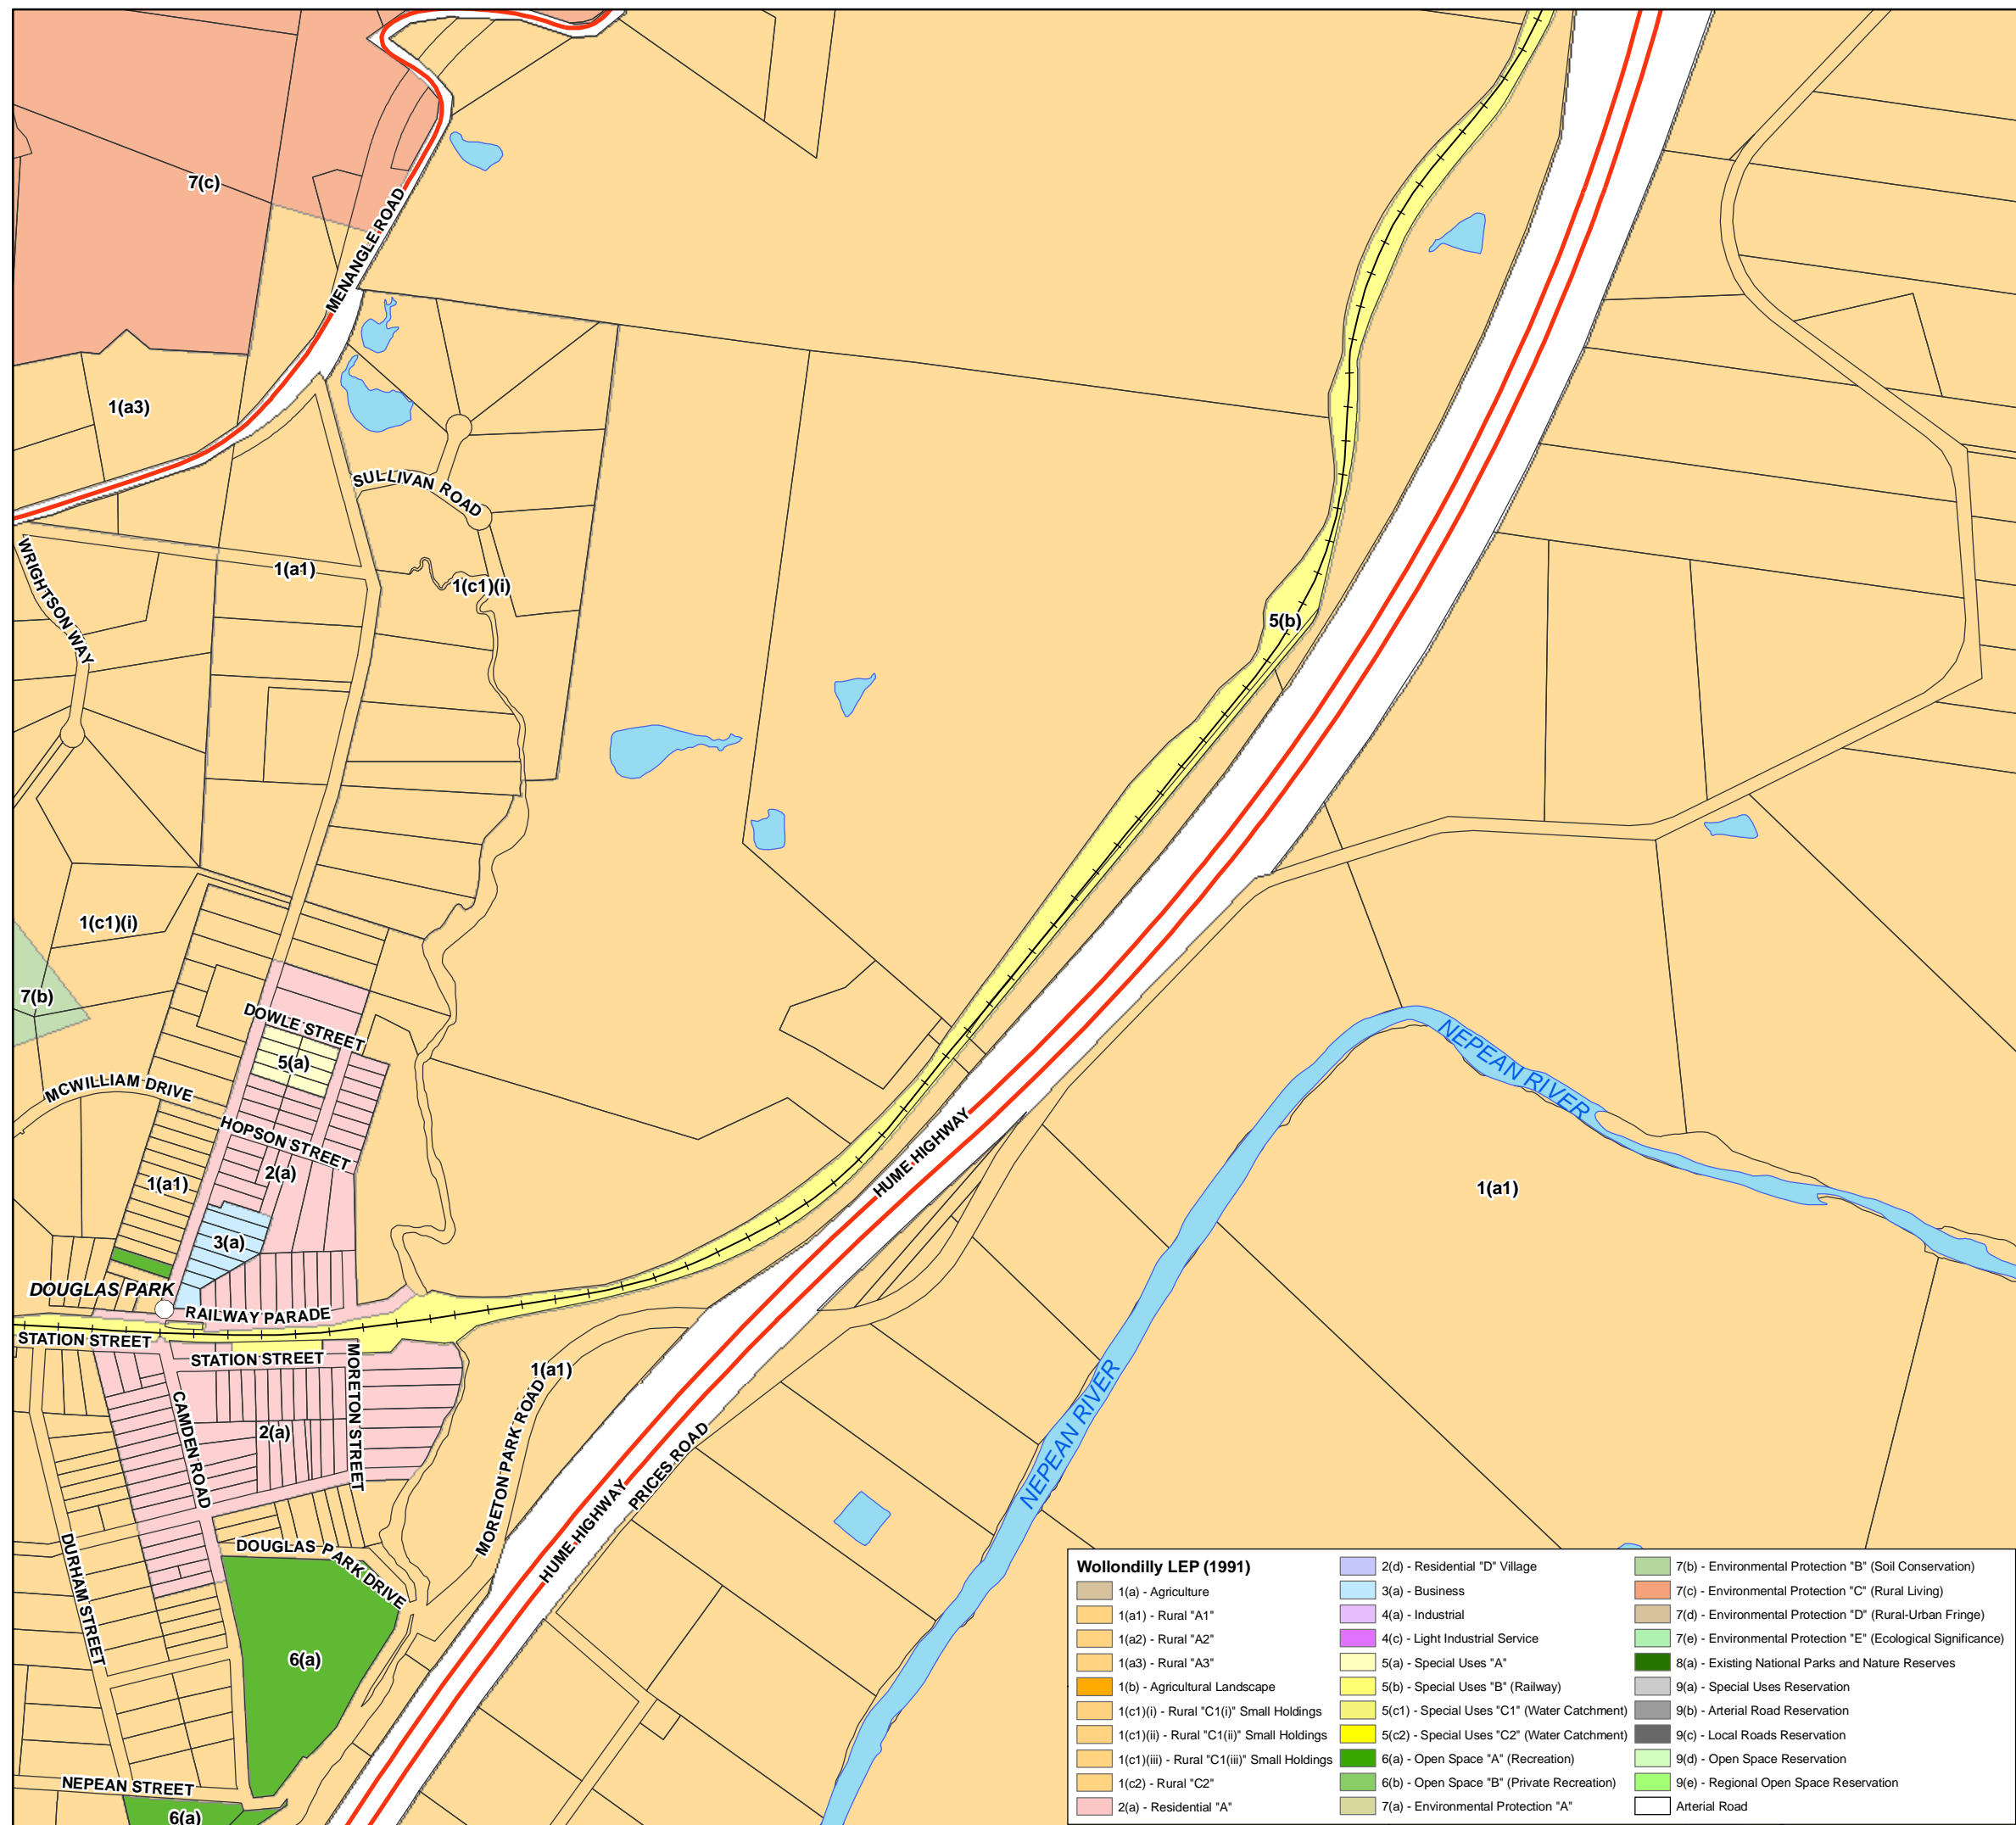 7(c)
MENANGLE ROAD
1(a3)
SULLIVAN ROAD
WRIGHTSON WAY
1(a1)
1(c1)(i)
5(b)
1(c1)(i)
7(b)
DOWLE STREET
5(a)
MCWILLIAM DRIVE
HOPSON STREET
2(a)
1(a1)
3(a)
DOUGLAS PARK
RAILWAY PARADE
STATION STREET
STATION STREET
MORETON STREET
CAMDEN ROAD
2(a)
1(a1)
MORETON PARK ROAD
HUME HIGHWAY
HUME HIGHWAY
PRICES ROAD
NEPEAN RIVER
NEPEAN RIVER
1(a1)
DURHAM STREET
DOUGLAS PARK DRIVE
6(a)
NEPEAN STREET
6(a)
Wollondilly LEP (1991)
1(a) - Agriculture
1(a1) - Rural "A1"
1(a2) - Rural "A2"
1(a3) - Rural "A3"
1(b) - Agricultural Landscape
1(c1)(i) - Rural "C1(i)" Small Holdings
1(c1)(ii) - Rural "C1(ii)" Small Holdings
1(c1)(iii) - Rural "C1(iii)" Small Holdings
1(c2) - Rural "C2"
2(a) - Residential "A"
2(d) - Residential "D" Village
3(a) - Business
4(a) - Industrial
4(c) - Light Industrial Service
5(a) - Special Uses "A"
5(b) - Special Uses "B" (Railway)
5(c1) - Special Uses "C1" (Water Catchment)
5(c2) - Special Uses "C2" (Water Catchment)
6(a) - Open Space "A" (Recreation)
6(b) - Open Space "B" (Private Recreation)
7(a) - Environmental Protection "A"
7(b) - Environmental Protection "B" (Soil Conservation)
7(c) - Environmental Protection "C" (Rural Living)
7(d) - Environmental Protection "D" (Rural-Urban Fringe)
7(e) - Environmental Protection "E" (Ecological Significance)
8(a) - Existing National Parks and Nature Reserves
9(a) - Special Uses Reservation
9(b) - Arterial Road Reservation
9(c) - Local Roads Reservation
9(d) - Open Space Reservation
9(e) - Regional Open Space Reservation
Arterial Road